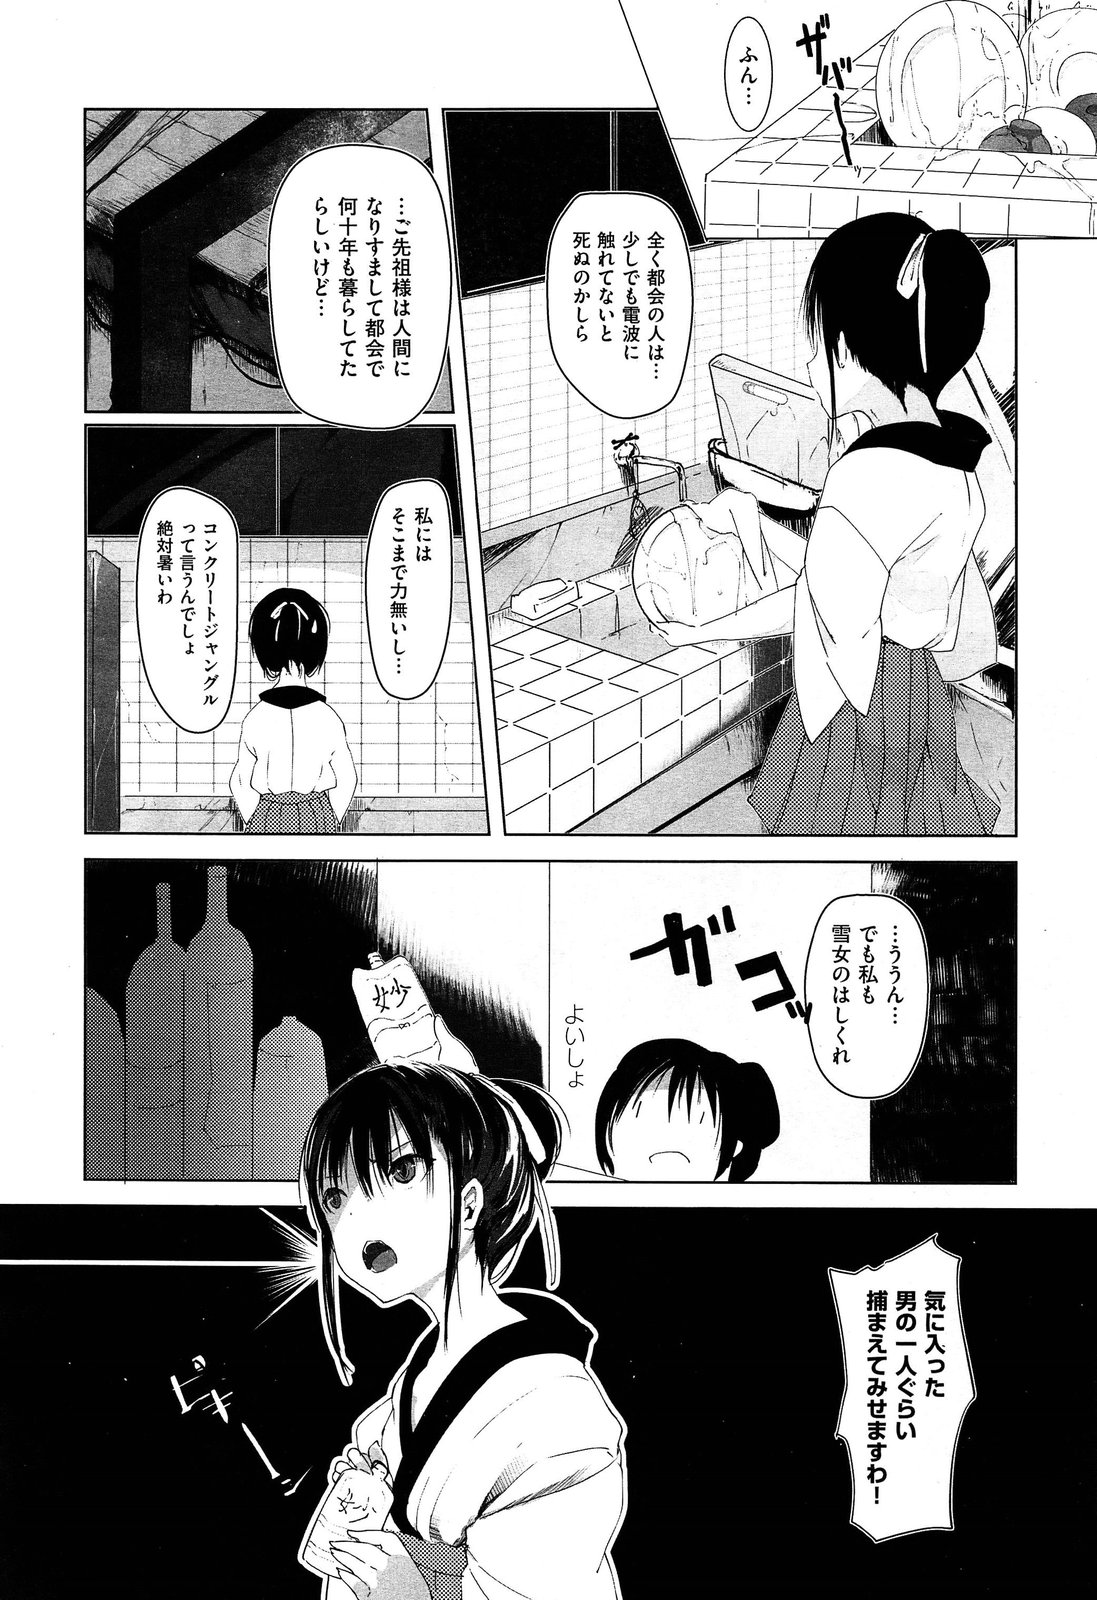 ザザーーッ
ふん…
全く都会の人は…
少しでも電波に
触れてないと
死ぬのかしら
…ご先祖様は人間に
なりすまして都会で
何十年も暮らしてた
らしいけど…
私には
そこまで力無いし…
コンクリートジャングル
って言うんでしょ
絶対暑いわ
…ううん…
でも私も
雪女のはしくれ
ガコッ
よいしょ
妙
気に入った
男の一人ぐらい
捕まえてみせますわ！
ピキーン
妙